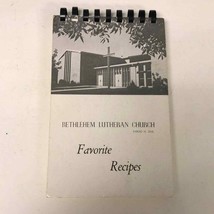 BETHLEHEM LUTHERAN CHURCH
Favorite
Recipes